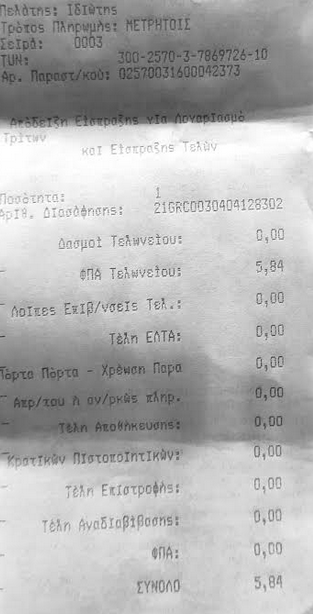 Πελάτης: Ιδιώτης
Τρόπος Πληρωμής: ΜΕΤΡΗΤΟΙΣ
Σειρά: 0003
TUN: 300-2570-3-7869726-10
Αρ. Παραστ/κού: 02570031600042373
Απόδειξη Είσπραξης για Λογαριασμό
Τρίτων
και Είσπραξης Τελών
Ποσότητα: 1
Αριθ. Διασάφησης: 21GRC0030404128302
Δασμοί Τελωνείου: 0,00
ΦΠΑ Τελωνείου: 5,84
Λοιπες Επιβ/νσεις Τελ.: 0,00
Τέλη ΕΛΤΑ: 0,00
Πόρτα Πόρτα - Χρέωση Παρα 0,00
Απρ/του ή αν/ρκώς πληρ. 0,00
Τέλη Αποθήκευσης: 0,00
Κρατικών Πιστοποιητικών: 0,00
Τέλη Επιστροφής: 0,00
Τέλη Αναδιαβίβασης: 0,00
ΦΠΑ: 0,00
ΣΥΝΟΛΟ 5,84